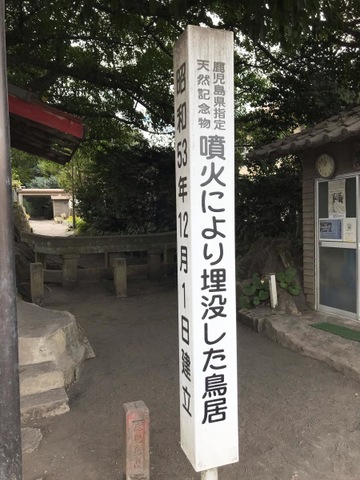 鹿児島県指定
天然記念物
噴火により埋没した鳥居
昭和53年12月1日建立